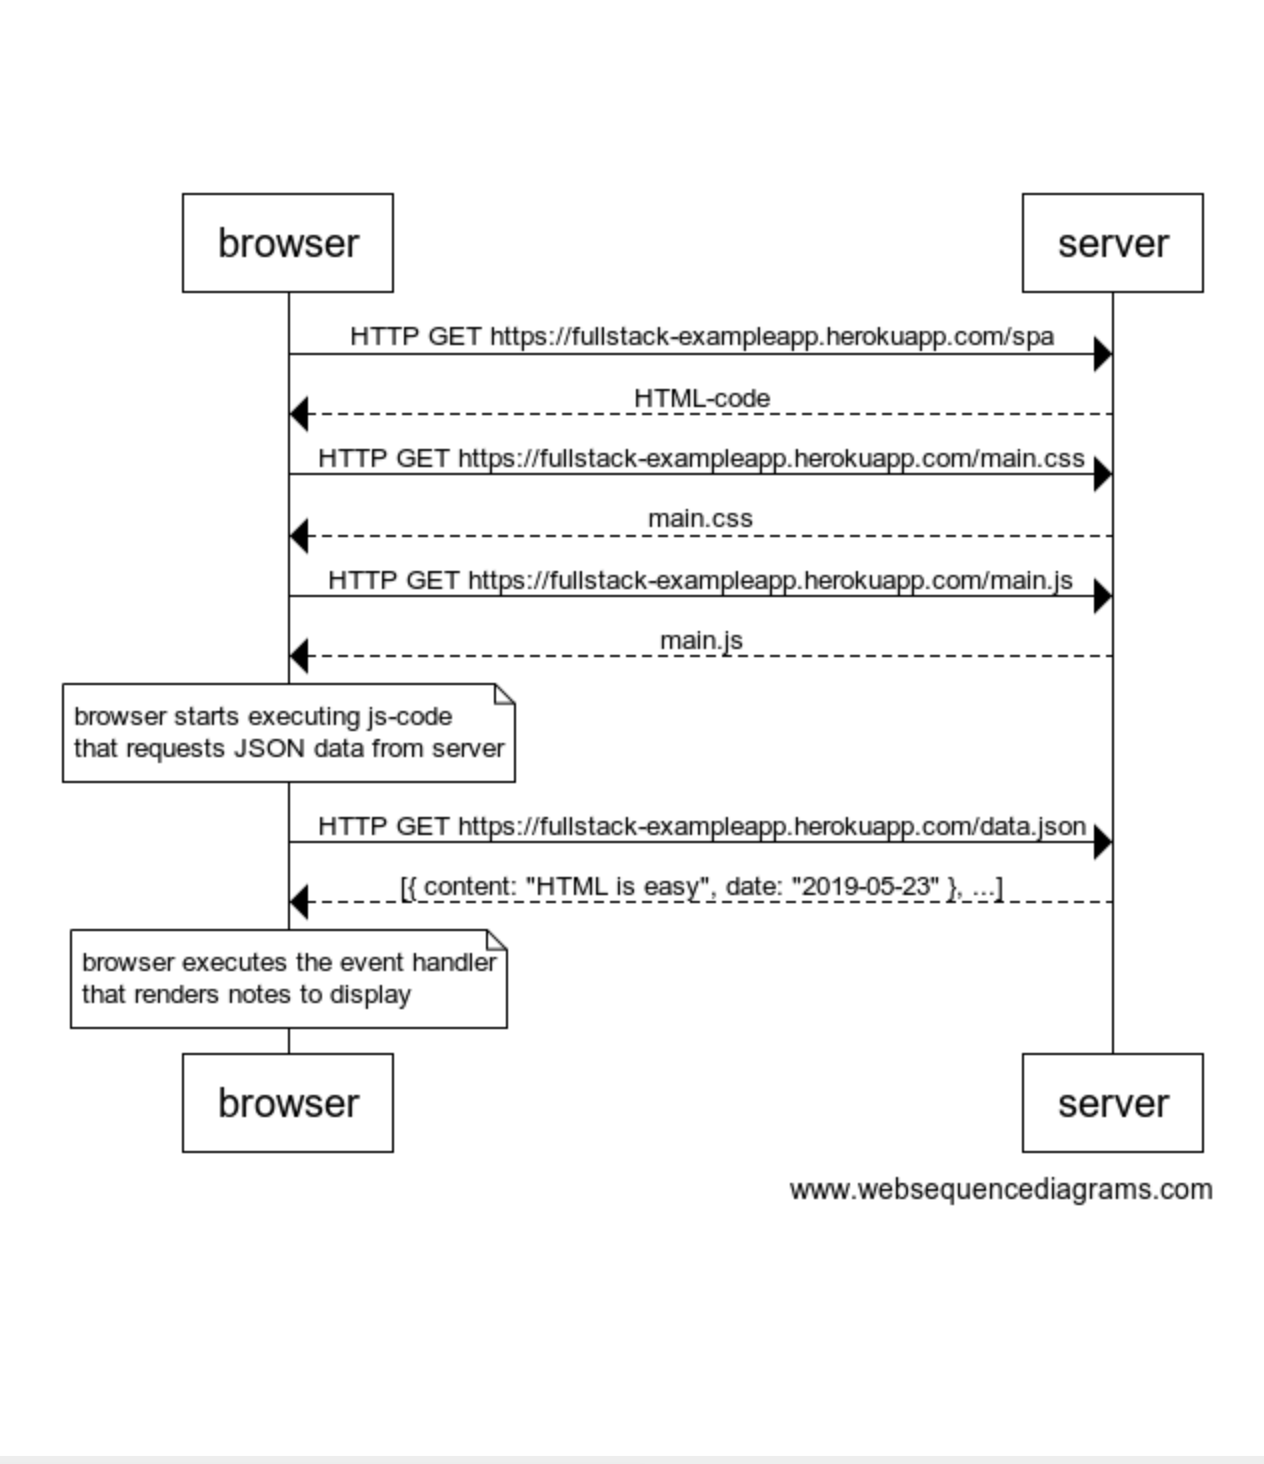 browser
server
HTTP GET https://fullstack-exampleapp.herokuapp.com/spa
HTML-code
HTTP GET https://fullstack-exampleapp.herokuapp.com/main.css
main.css
HTTP GET https://fullstack-exampleapp.herokuapp.com/main.js
main.js
browser starts executing js-code
that requests JSON data from server
HTTP GET https://fullstack-exampleapp.herokuapp.com/data.json
[{ content: "HTML is easy", date: "2019-05-23" }, ...]
browser executes the event handler
that renders notes to display
browser
server
www.websequencediagrams.com